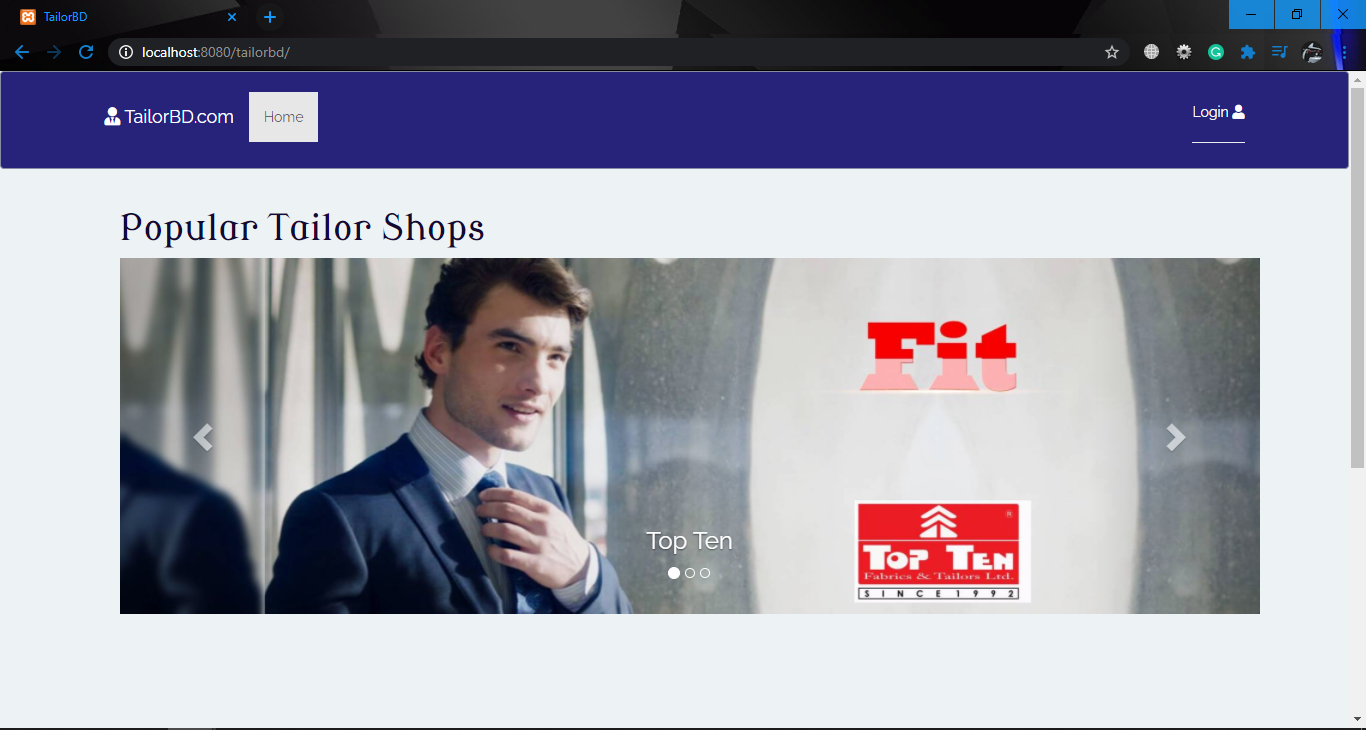 TailorBD
localhost:8080/tailorbd/
TailorBD.com Home Login
Popular Tailor Shops
Fit
Top Ten
®
TOP TEN
Fabrics & Tailors Ltd.
SINCE 1992